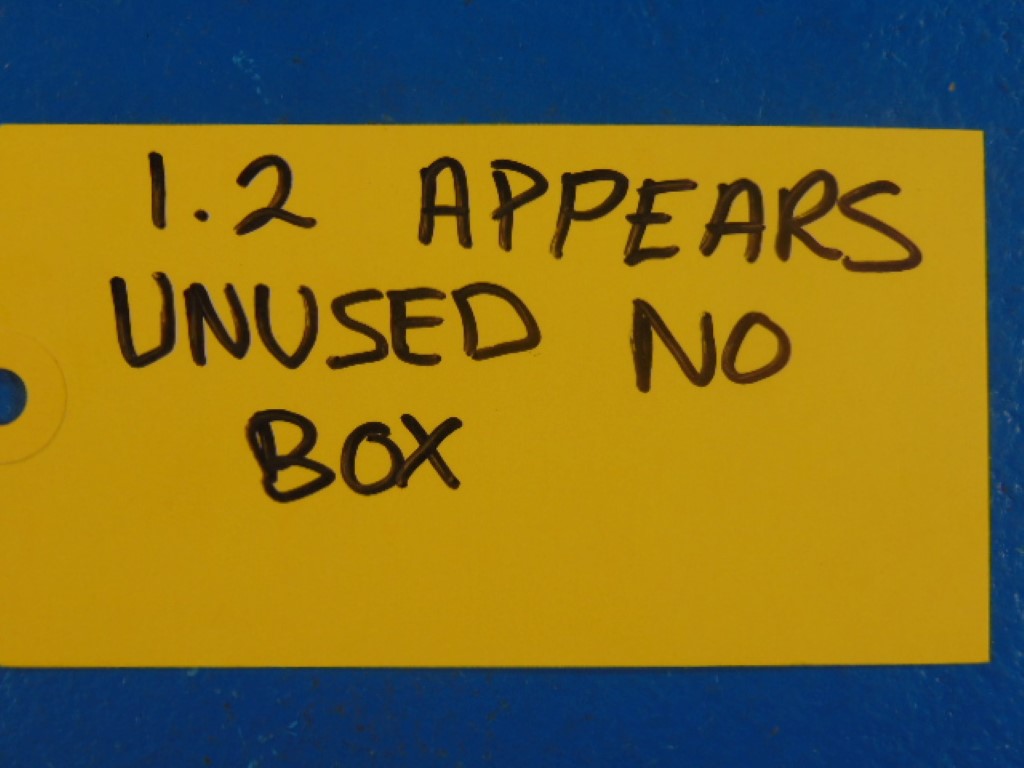 1.2 APPEARS
UNUSED NO
BOX